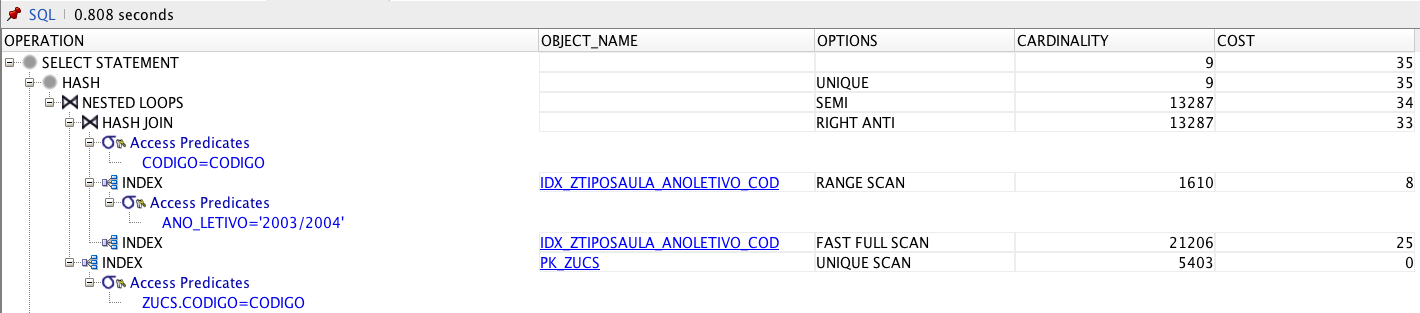 SQL | 0.808 seconds
OPERATION OBJECT_NAME OPTIONS CARDINALITY COST
SELECT STATEMENT 9 35
HASH UNIQUE 9 35
NESTED LOOPS SEMI 13287 34
HASH JOIN RIGHT ANTI 13287 33
Access Predicates
CODIGO=CODIGO
INDEX IDX_ZTIPOSAULA_ANOLETIVO_COD RANGE SCAN 1610 8
Access Predicates
ANO_LETIVO='2003/2004'
INDEX IDX_ZTIPOSAULA_ANOLETIVO_COD FAST FULL SCAN 21206 25
INDEX PK_ZUCS UNIQUE SCAN 5403 0
Access Predicates
ZUCS.CODIGO=CODIGO